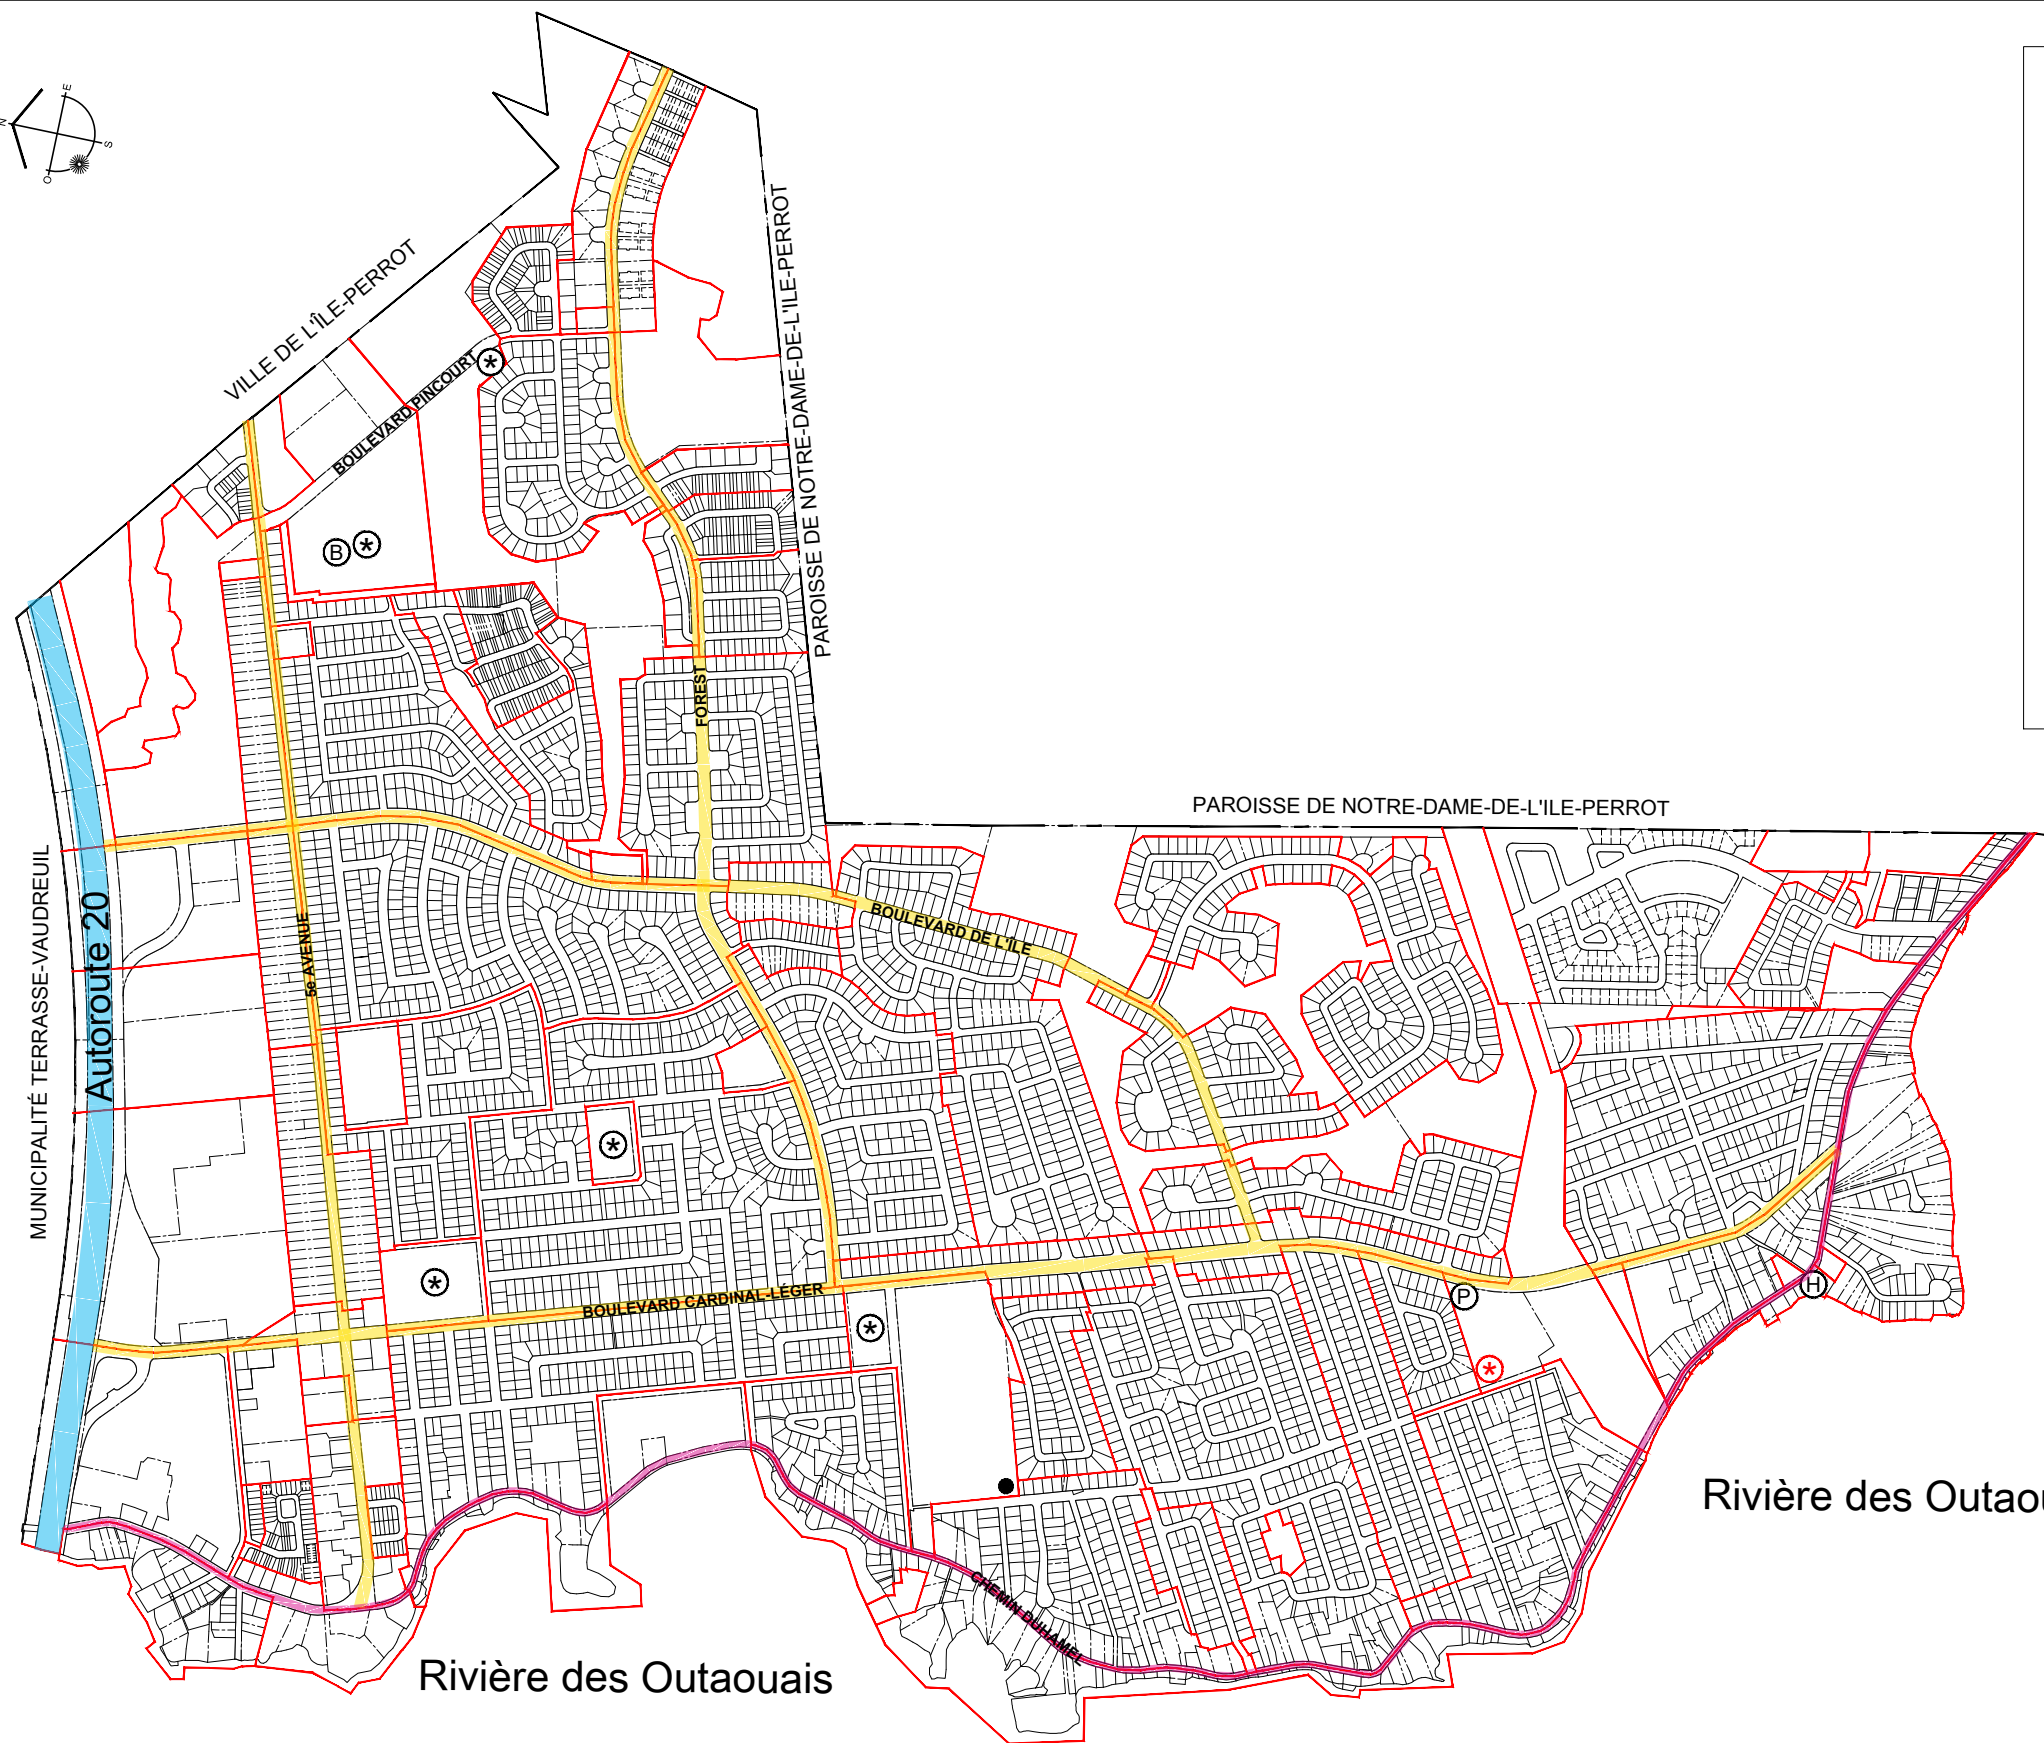 N
E
S
O
VILLE DE L'ÎLE-PERROT
BOULEVARD PINCOURT
*
B
*
PAROISSE DE NOTRE-DAME-DE-L'ILE-PERROT
FOREST
PAROISSE DE NOTRE-DAME-DE-L'ILE-PERROT
MUNICIPALITÉ TERRASSE-VAUDREUIL
Autoroute 20
5e AVENUE
BOULEVARD DE L'ÎLE
*
*
BOULEVARD CARDINAL-LÉGER
*
P
H
*
CHEMIN DUHAMEL
Rivière des Outaouais
Rivière des Outaou